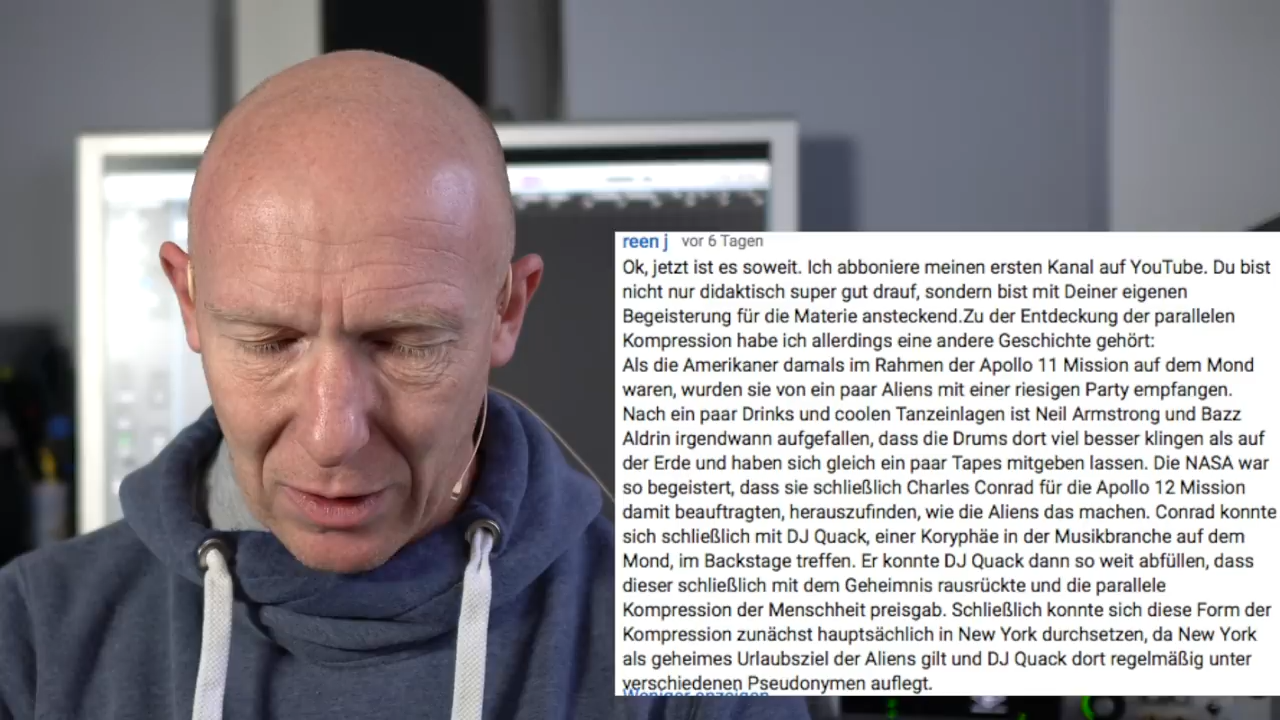 reen j vor 6 Tagen
Ok, jetzt ist es soweit. Ich abboniere meinen ersten Kanal auf YouTube. Du bist
nicht nur didaktisch super gut drauf, sondern bist mit Deiner eigenen
Begeisterung für die Materie ansteckend.Zu der Entdeckung der parallelen
Kompression habe ich allerdings eine andere Geschichte gehört:
Als die Amerikaner damals im Rahmen der Apollo 11 Mission auf dem Mond
waren, wurden sie von ein paar Aliens mit einer riesigen Party empfangen.
Nach ein paar Drinks und coolen Tanzeinlagen ist Neil Armstrong und Bazz
Aldrin irgendwann aufgefallen, dass die Drums dort viel besser klingen als auf
der Erde und haben sich gleich ein paar Tapes mitgeben lassen. Die NASA war
so begeistert, dass sie schließlich Charles Conrad für die Apollo 12 Mission
damit beauftragten, herauszufinden, wie die Aliens das machen. Conrad konnte
sich schließlich mit DJ Quack, einer Koryphäe in der Musikbranche auf dem
Mond, im Backstage treffen. Er konnte DJ Quack dann so weit abfüllen, dass
dieser schließlich mit dem Geheimnis rausrückte und die parallele
Kompression der Menschheit preisgab. Schließlich konnte sich diese Form der
Kompression zunächst hauptsächlich in New York durchsetzen, da New York
als geheimes Urlaubsziel der Aliens gilt und DJ Quack dort regelmäßig unter
verschiedenen Pseudonymen auflegt.
Weniger anzeigen